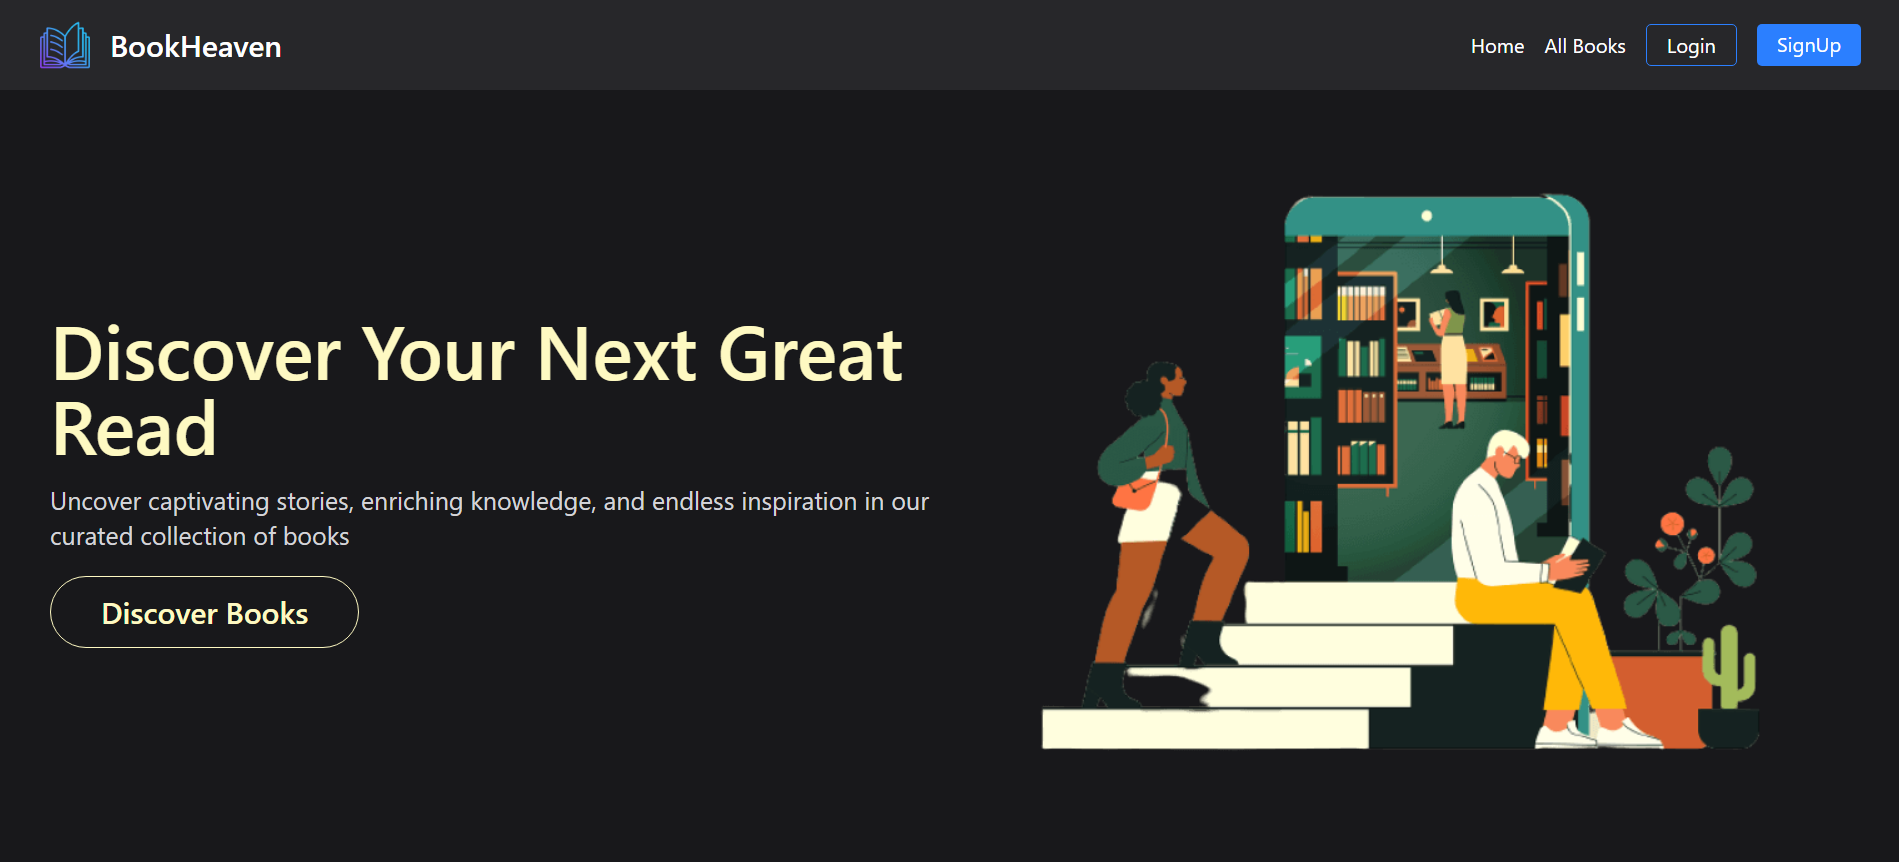 BookHeaven
Home
All Books
Login
SignUp
Discover Your Next Great
Read
Uncover captivating stories, enriching knowledge, and endless inspiration in our
curated collection of books
Discover Books